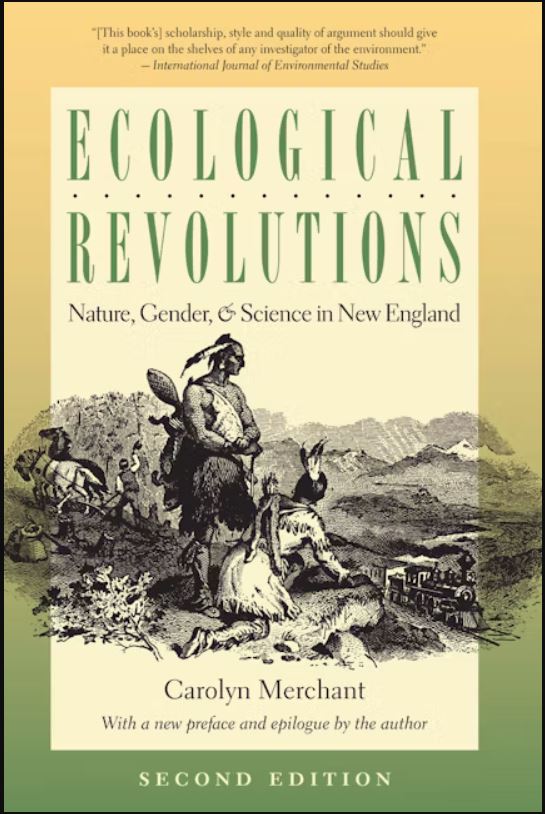 “[This book’s] scholarship, style and quality of argument should give
it a place on the shelves of any investigator of the environment.”
— International Journal of Environmental Studies
ECOLOGICAL
REVOLUTIONS
Nature, Gender, & Science in New England
Carolyn Merchant
With a new preface and epilogue by the author
SECOND EDITION